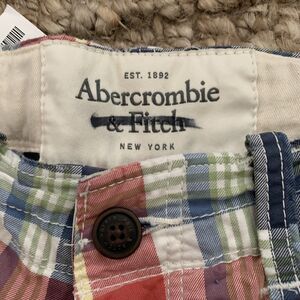 EST. 1892
Abercrombie
& Fitch
NEW YORK